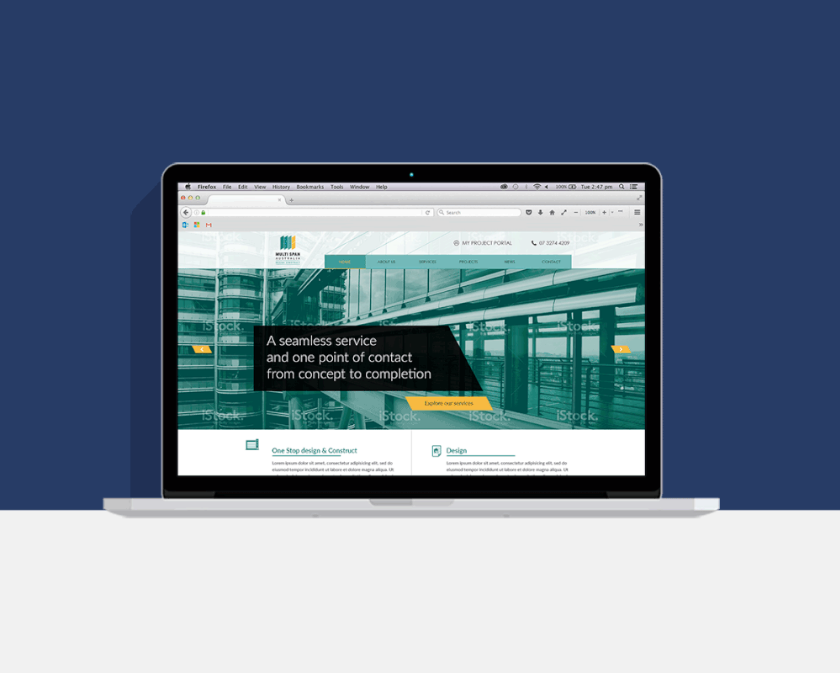 Firefox File Edit View History Bookmarks Tools Window Help 100% Tue 2:47 pm
Search 100%
MY PROJECT PORTAL 07 3274 4209
MULTI SPAN
AUSTRALIA
HOME ABOUT US SERVICES PROJECTS NEWS CONTACT
iStock. iStock. iStock. iStock.
A seamless service
and one point of contact
from concept to completion
Explore our services
iStock. iStock. iStock. iStock.
One Stop design & Construct
Lorem ipsum dolor sit amet, consectetur adipiscing elit, sed do
eiusmod tempor incididunt ut labore et dolore magna aliqua. Ut
Design
Lorem ipsum dolor sit amet, consectetur adipiscing elit, sed do
eiusmod tempor incididunt ut labore et dolore magna aliqua. Ut